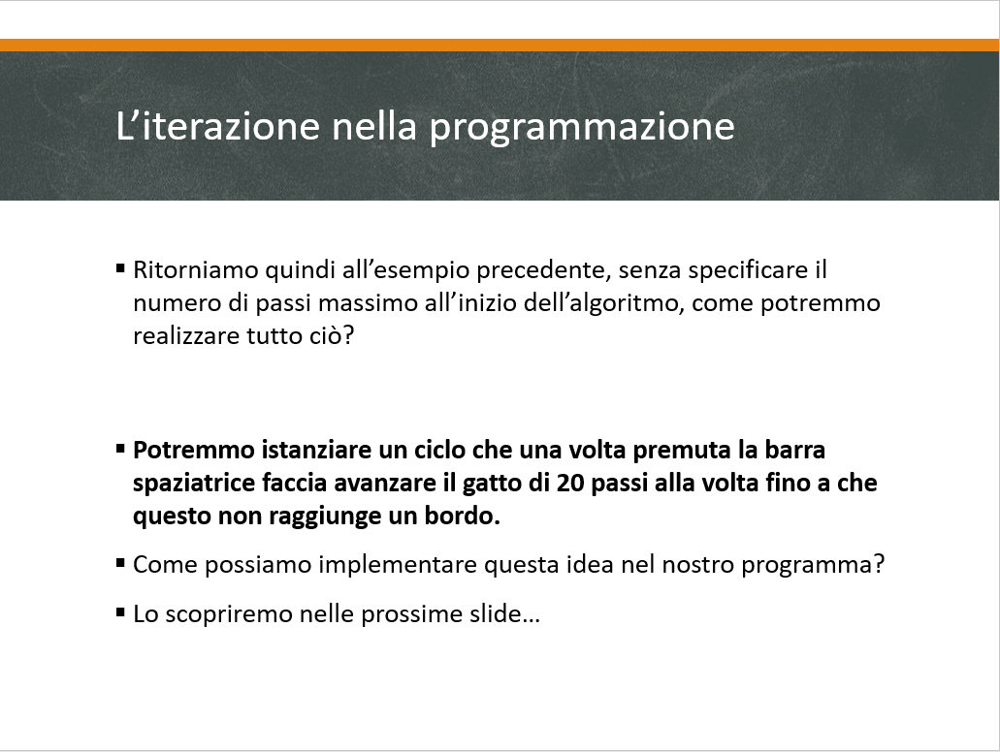 L’iterazione nella programmazione
▪ Ritorniamo quindi all’esempio precedente, senza specificare il
numero di passi massimo all’inizio dell’algoritmo, come potremmo
realizzare tutto ciò?
▪ Potremmo istanziare un ciclo che una volta premuta la barra
spaziatrice faccia avanzare il gatto di 20 passi alla volta fino a che
questo non raggiunge un bordo.
▪ Come possiamo implementare questa idea nel nostro programma?
▪ Lo scopriremo nelle prossime slide…